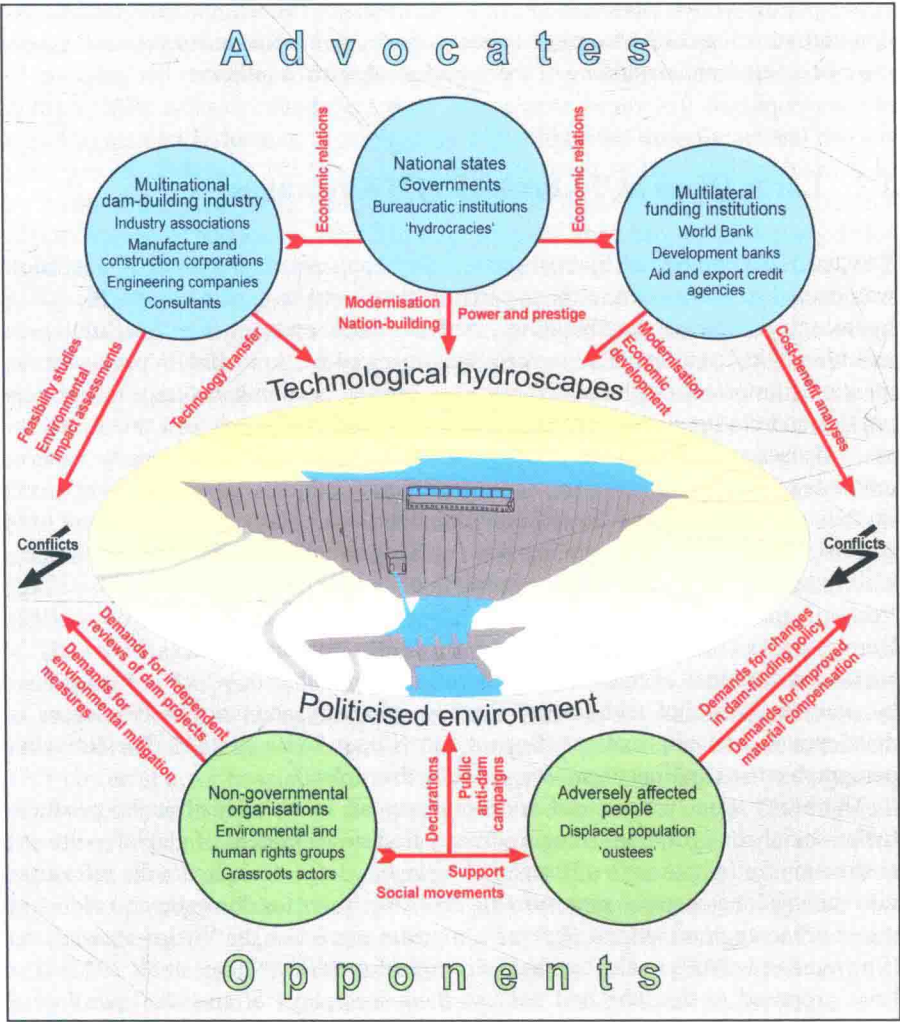 Advocates
Economic relations
Economic relations
National states
Governments
Bureaucratic institutions
'hydrocracies'
Multinational
dam-building industry
Industry associations
Manufacture and
construction corporations
Engineering companies
Consultants
Multilateral
funding institutions
World Bank
Development banks
Aid and export credit
agencies
Modernisation
Nation-building
Power and prestige
Feasibility studies
Environmental
impact assessments
Technology transfer
Modernisation
Economic
development
Cost-benefit analyses
Technological hydroscapes
Conflicts
Conflicts
Demands for independent
reviews of dam projects
Demands for
environmental mitigation
measures
Politicised environment
Demands for changes
in dam-funding policy
Demands for improved
material compensation
Declarations
Public
anti-dam
campaigns
Non-governmental
organisations
Environmental and
human rights groups
Grassroots actors
Adversely affected
people
Displaced population
'oustees'
Support
Social movements
Opponents